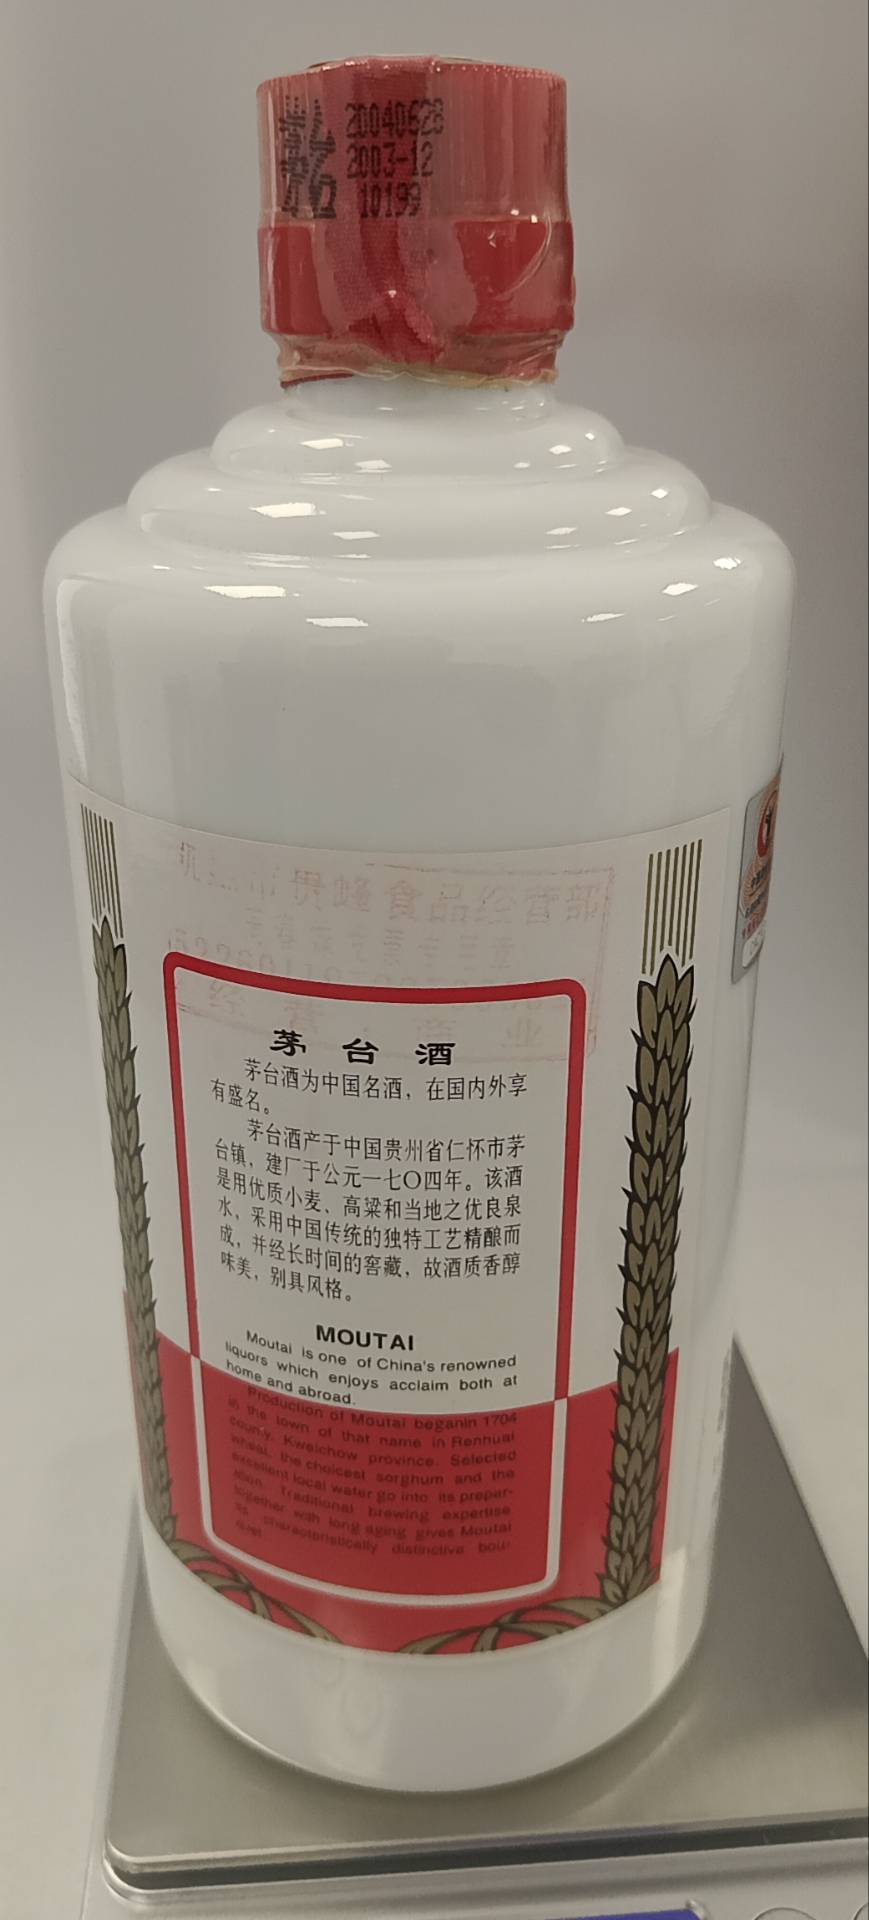 茅台
20040628
2003-12
10199
贵峰食品经营部
茅台酒
茅台酒为中国名酒，在国内外享
有盛名。
茅台酒产于中国贵州省仁怀市茅
台镇，建厂于公元一七〇四年。该酒
是用优质小麦、高粱和当地之优良泉
水，采用中国传统的独特工艺精酿而
成，并经长时间的窖藏，故酒质香醇
味美，别具风格。
MOUTAI
Moutai is one of China's renowned
liquors which enjoys acclaim both at
home and abroad.
Production of Moutai beganin 1704
in the town of that name in Renhuai
county, Kweichow province. Selected
wheat, the choicest sorghum and the
excellent local water go into its prepar-
ation. Traditional brewing expertise
together with long aging gives Moutai
its characteristically distinctive bou-
quet.